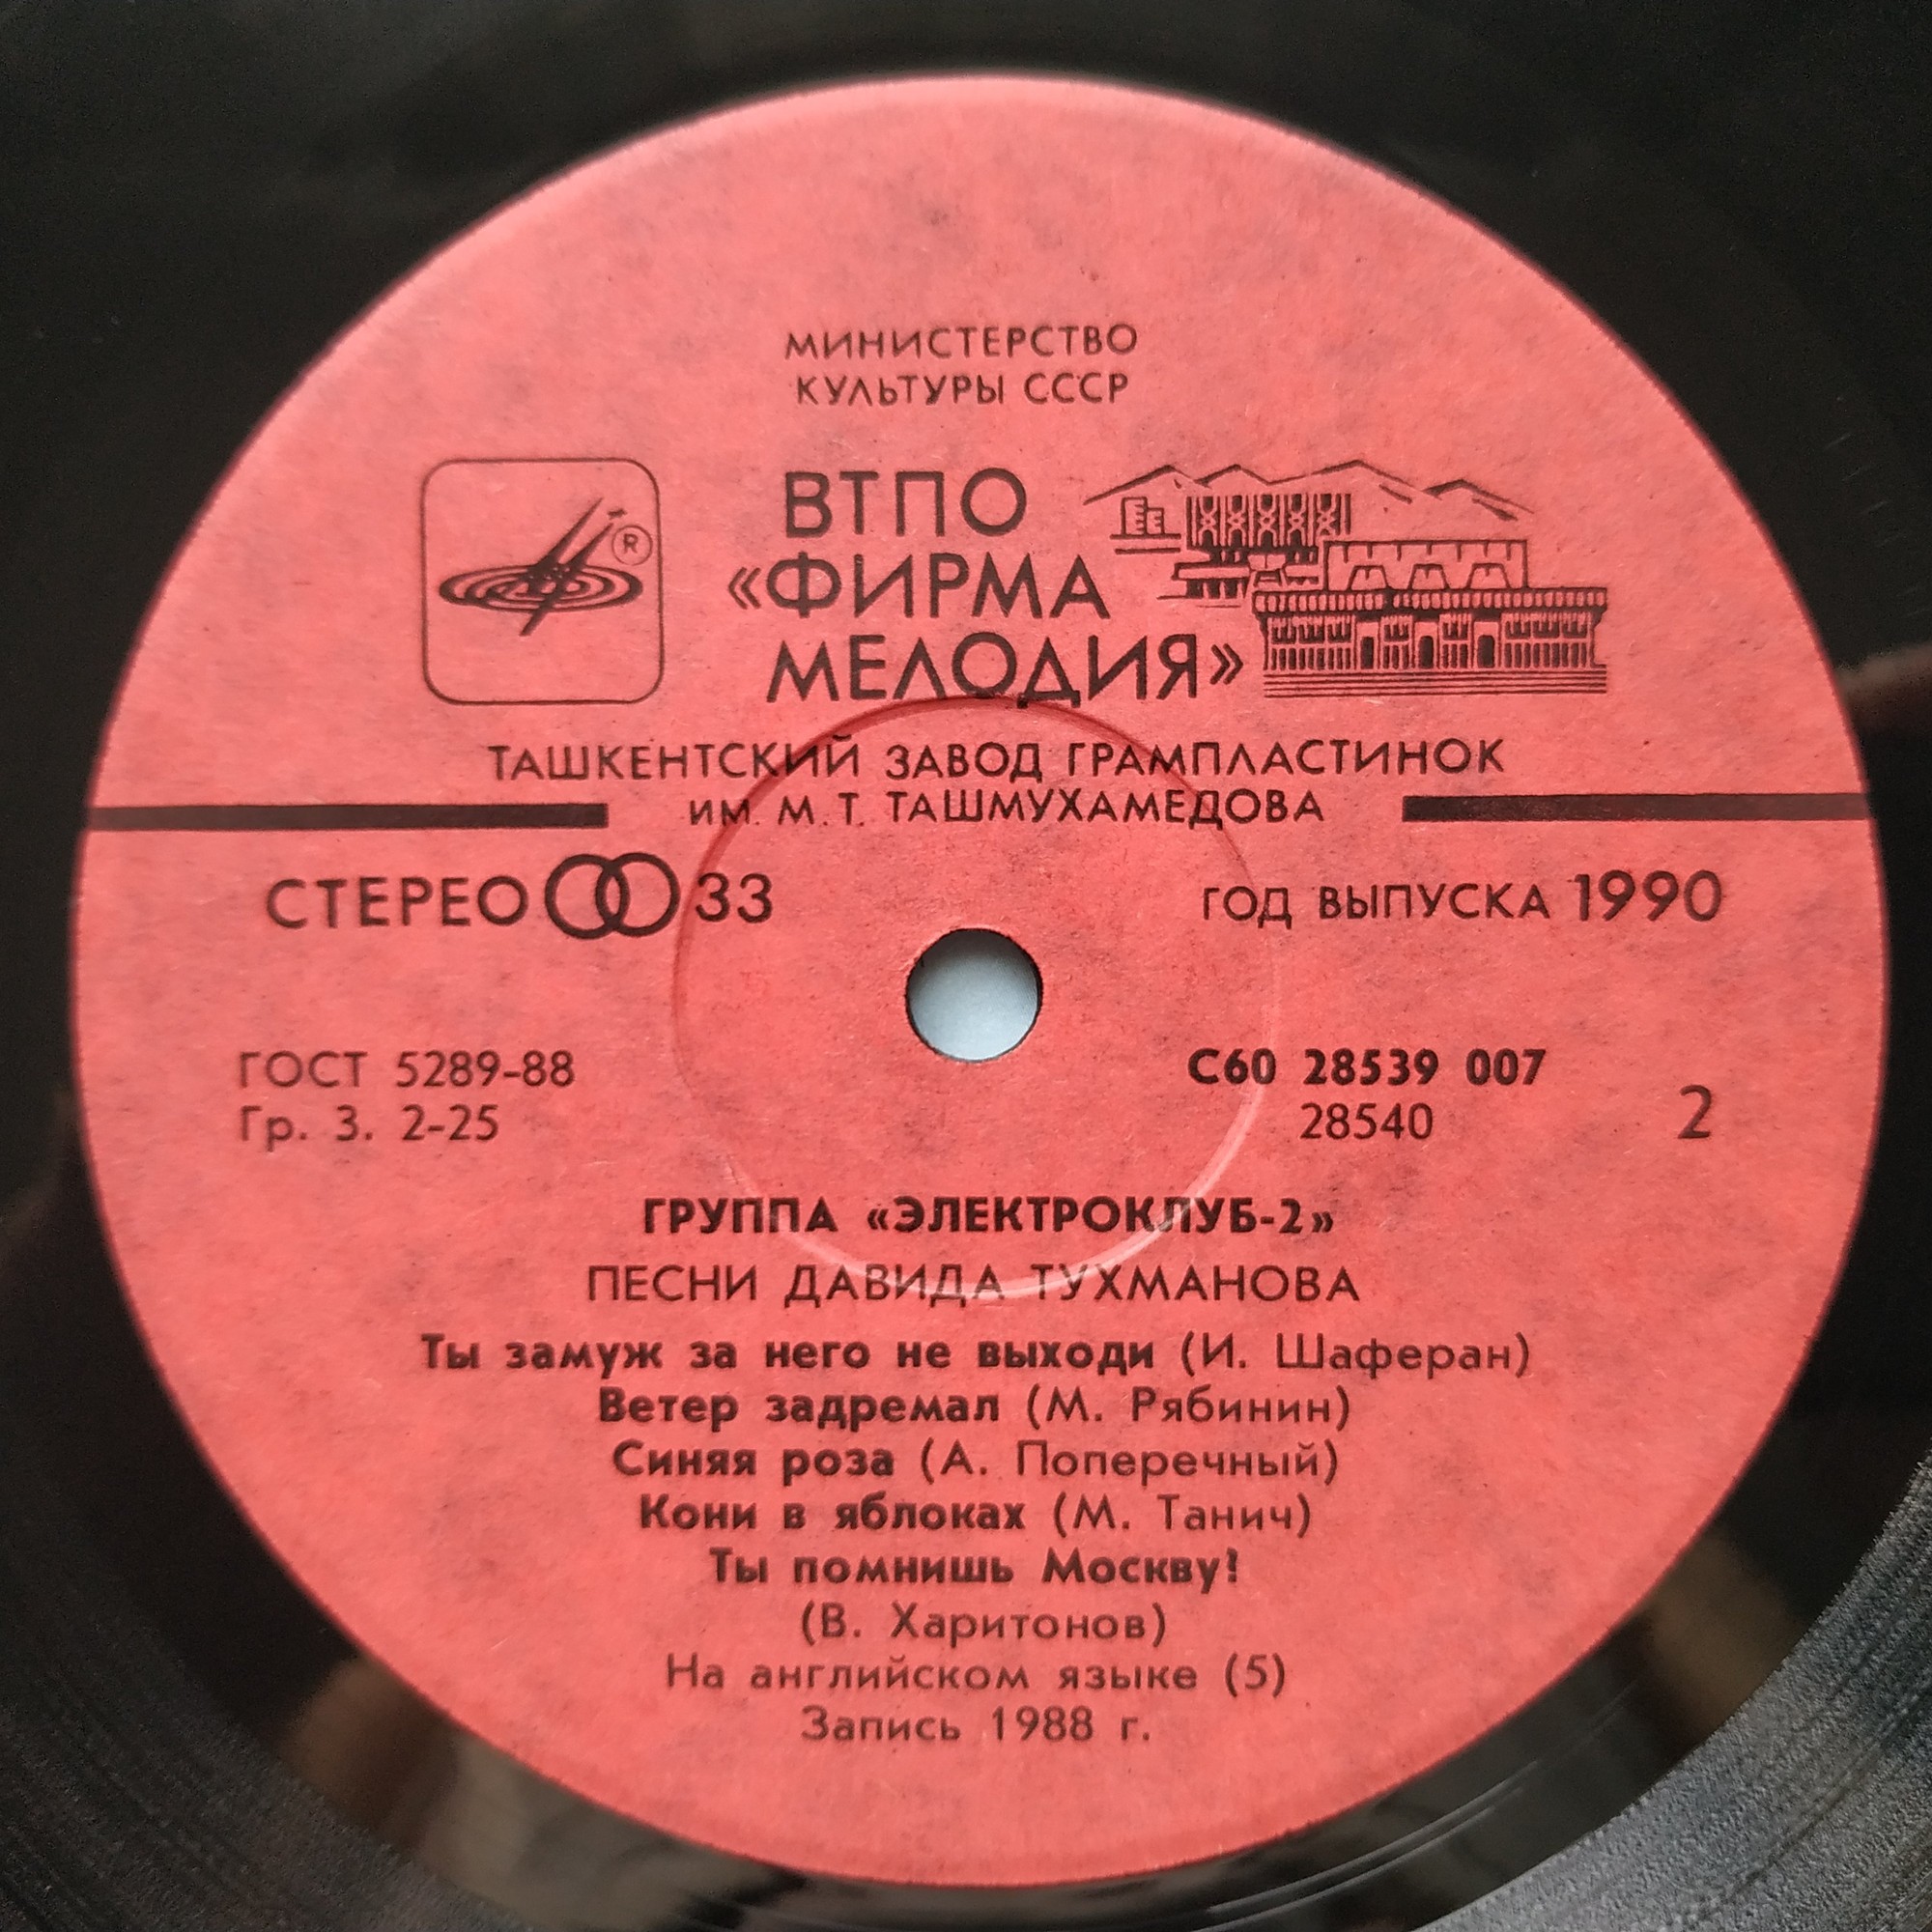 МИНИСТЕРСТВО
КУЛЬТУРЫ СССР
ВТПО
«ФИРМА
МЕЛОДИЯ»
®
ТАШКЕНТСКИЙ ЗАВОД ГРАМПЛАСТИНОК
ИМ. М. Т. ТАШМУХАМЕДОВА
СТЕРЕО 33
ГОД ВЫПУСКА 1990
ГОСТ 5289-88
Гр. 3. 2-25
С60 28539 007
28540
2
ГРУППА «ЭЛЕКТРОКЛУБ-2»
ПЕСНИ ДАВИДА ТУХМАНОВА
Ты замуж за него не выходи (И. Шаферан)
Ветер задремал (М. Рябинин)
Синяя роза (А. Поперечный)
Кони в яблоках (М. Танич)
Ты помнишь Москву!
(В. Харитонов)
На английском языке (5)
Запись 1988 г.